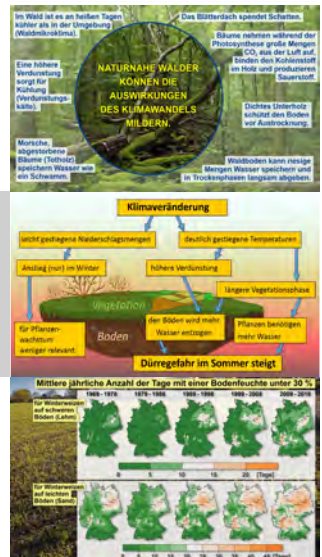 Im Wald ist es an heißen Tagen
kühler als in der Umgebung
(Waldmikroklima).
Das Blätterdach spendet Schatten.
Bäume nehmen während der
Photosynthese große Mengen
CO₂ aus der Luft auf,
binden den Kohlenstoff
im Holz und produzieren
Sauerstoff.
Eine höhere
Verdunstung
sorgt für
Kühlung
(Verdunstungs-
kälte).
NATURNAHE WÄLDER
KÖNNEN DIE
AUSWIRKUNGEN
DES KLIMAWANDELS
MILDERN.
Dichtes Unterholz
schützt den Boden
vor Austrocknung.
Morsche,
abgestorbene
Bäume (Totholz)
speichern Wasser wie
ein Schwamm.
Waldboden kann riesige
Mengen Wasser speichern und
in Trockenphasen langsam abgeben.
Klimaveränderung
leicht gestiegene Niederschlagsmengen
deutlich gestiegene Temperaturen
Anstieg (nur) im Winter
höhere Verdunstung
längere Vegetationsphase
Vegetation
für Pflanzen-
wachstum
weniger relevant
Boden
den Böden wird mehr
Wasser entzogen
Pflanzen benötigen
mehr Wasser
Dürregefahr im Sommer steigt
Mittlere jährliche Anzahl der Tage mit einer Bodenfeuchte unter 30 %
für Winterweizen
auf schweren
Böden (Lehm)
1969 - 1978
1979 - 1988
1989 - 1998
1999 - 2008
2009 - 2018
0 5 10 15 20 25 [Tage]
für Winterweizen
auf leichten
Böden (Sand)